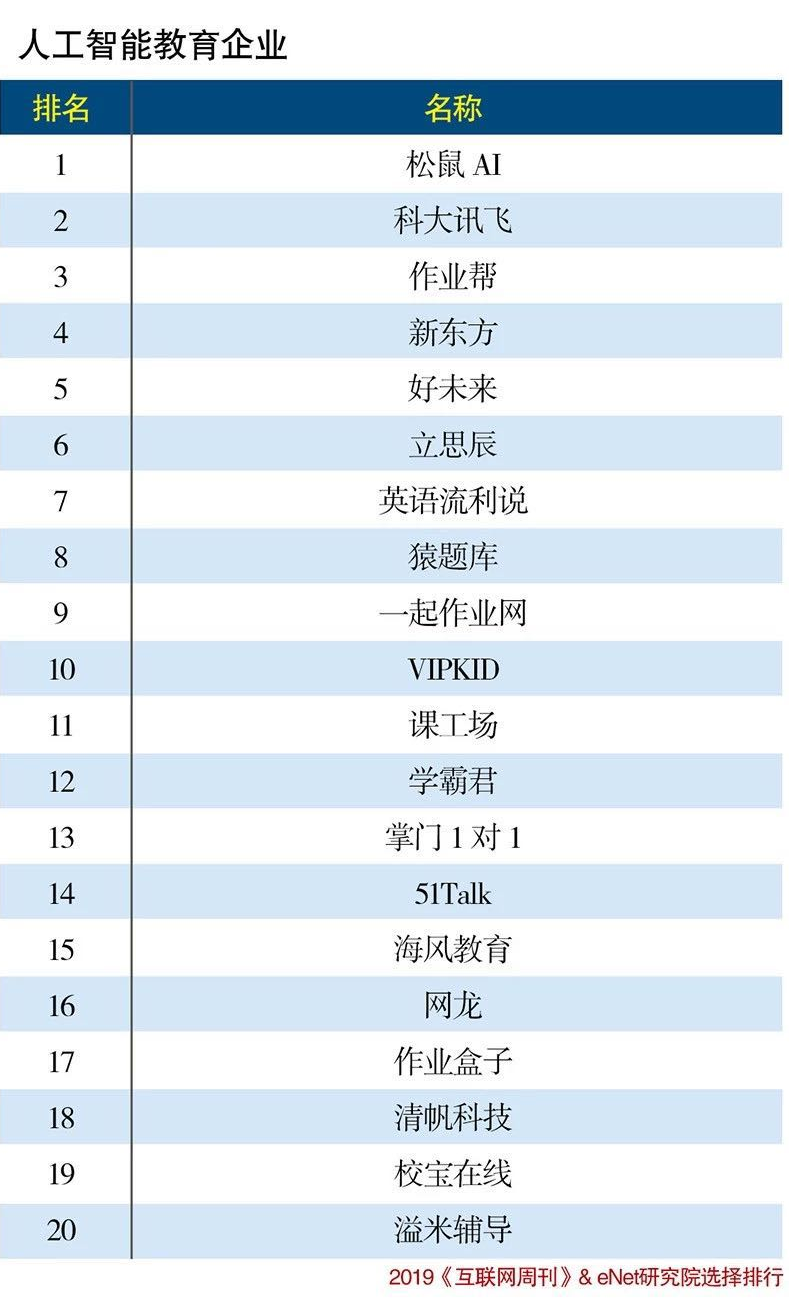 人工智能教育企业
排名 名称
1 松鼠 AI
2 科大讯飞
3 作业帮
4 新东方
5 好未来
6 立思辰
7 英语流利说
8 猿题库
9 一起作业网
10 VIPKID
11 课工场
12 学霸君
13 掌门 1 对 1
14 51Talk
15 海风教育
16 网龙
17 作业盒子
18 清帆科技
19 校宝在线
20 溢米辅导
2019《互联网周刊》& eNet研究院选择排行